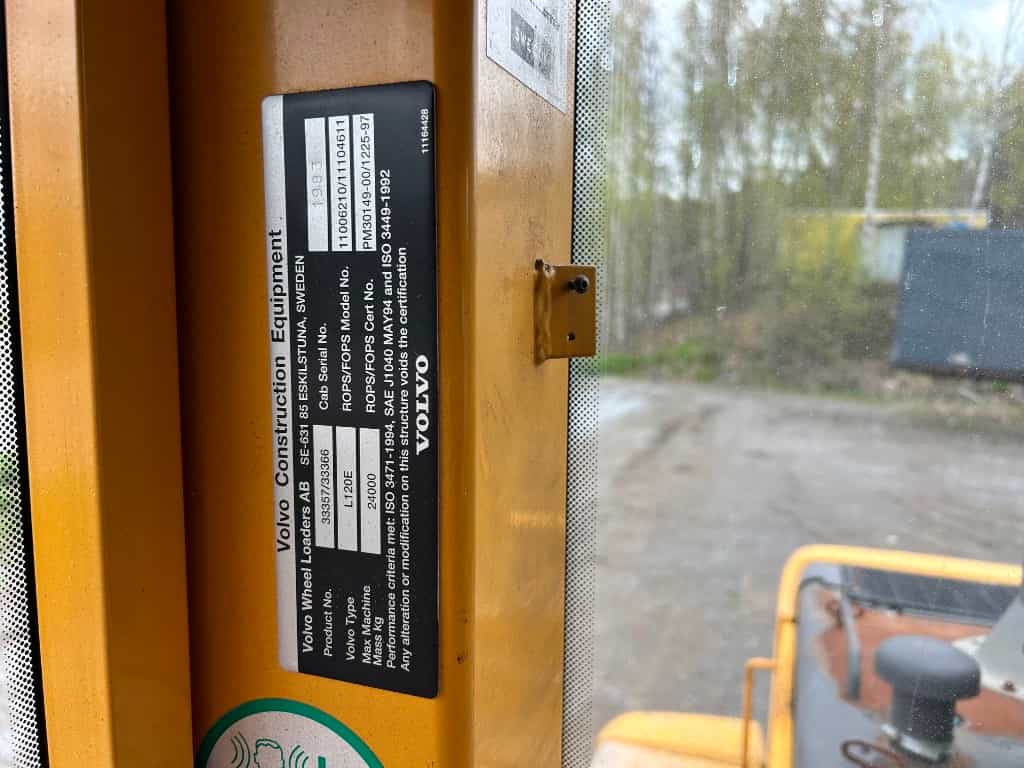 Volvo Construction Equipment
Volvo Wheel Loaders AB SE-631 85 ESKILSTUNA, SWEDEN
Product No. 33357/33366 Cab Serial No.
Volvo Type L120E ROPS/FOPS Model No. 11006210/11104611
Max Machine
Mass kg 24000 ROPS/FOPS Cert No. PM30149-00/1225-97
Performance criteria met: ISO 3471-1994, SAE J1040 MAY94 and ISO 3449-1992
Any alteration or modification on this structure voids the certification
VOLVO
11164428